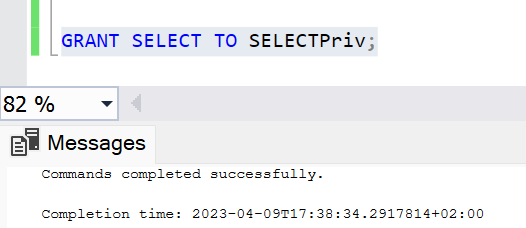 GRANT SELECT TO SELECTPriv;
82 %
Messages
Commands completed successfully.
Completion time: 2023-04-09T17:38:34.2917814+02:00